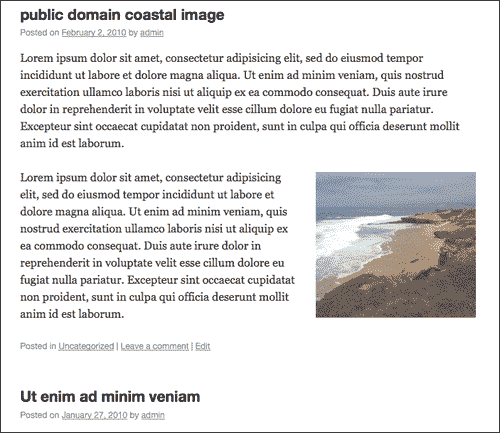 public domain coastal image
Posted on February 2, 2010 by admin
Lorem ipsum dolor sit amet, consectetur adipisicing elit, sed do eiusmod tempor
incididunt ut labore et dolore magna aliqua. Ut enim ad minim veniam, quis nostrud
exercitation ullamco laboris nisi ut aliquip ex ea commodo consequat. Duis aute irure
dolor in reprehenderit in voluptate velit esse cillum dolore eu fugiat nulla pariatur.
Excepteur sint occaecat cupidatat non proident, sunt in culpa qui officia deserunt mollit
anim id est laborum.
Lorem ipsum dolor sit amet, consectetur adipisicing
elit, sed do eiusmod tempor incididunt ut labore et
dolore magna aliqua. Ut enim ad minim veniam, quis
nostrud exercitation ullamco laboris nisi ut aliquip ex
ea commodo consequat. Duis aute irure dolor in
reprehenderit in voluptate velit esse cillum dolore eu
fugiat nulla pariatur. Excepteur sint occaecat cupidatat
non proident, sunt in culpa qui officia deserunt mollit
anim id est laborum.
Posted in Uncategorized | Leave a comment | Edit
Ut enim ad minim veniam
Posted on January 27, 2010 by admin